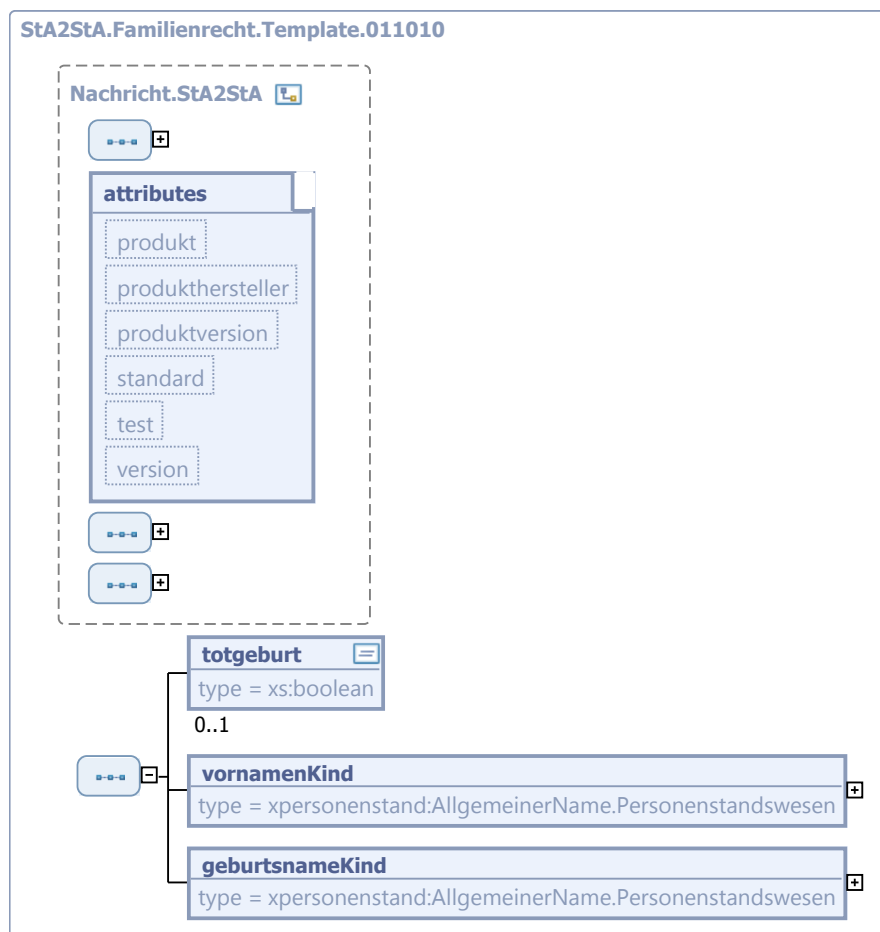 StA2StA.Familienrecht.Template.011010
Nachricht.StA2StA
attributes
produkt
produkthersteller
produktversion
standard
test
version
totgeburt
type = xs:boolean
0..1
vornamenKind
type = xpersonenstand:AllgemeinerName.Personenstandswesen
geburtsnameKind
type = xpersonenstand:AllgemeinerName.Personenstandswesen